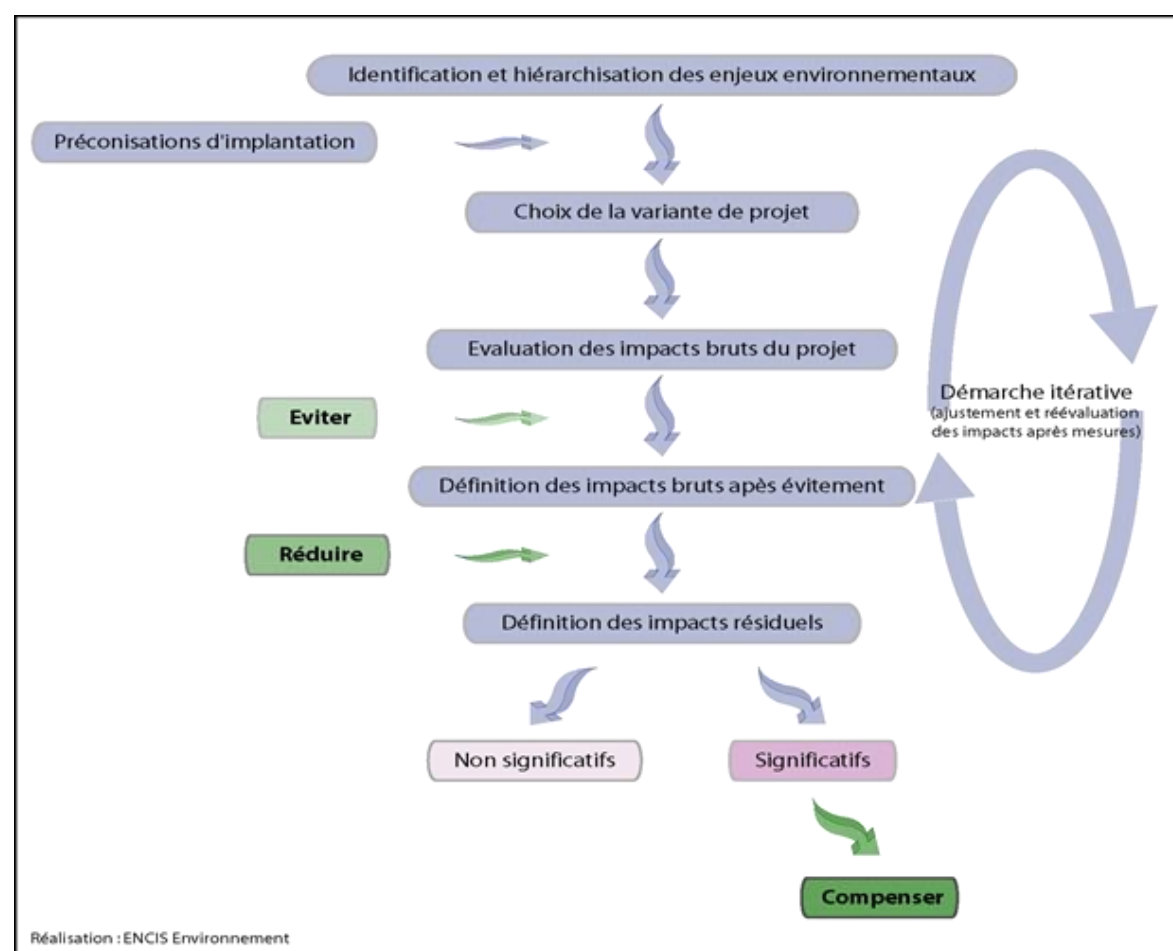 Identification et hiérarchisation des enjeux environnementaux
Préconisations d'implantation
Choix de la variante de projet
Evaluation des impacts bruts du projet
Démarche itérative
(ajustement et réévaluation
des impacts après mesures)
Eviter
Définition des impacts bruts apès évitement
Réduire
Définition des impacts résiduels
Non significatifs
Significatifs
Compenser
Réalisation : ENCIS Environnement